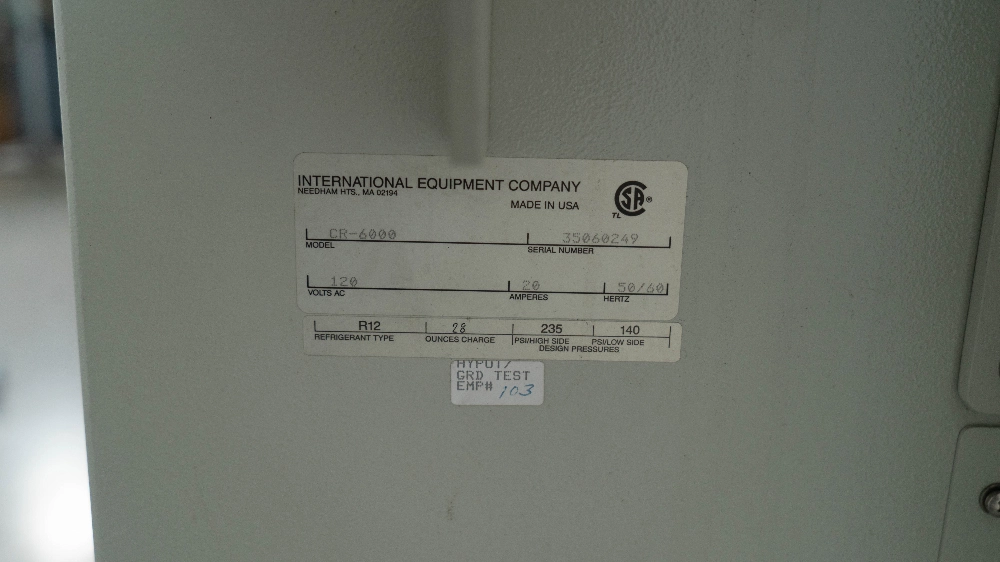 INTERNATIONAL EQUIPMENT COMPANY
NEEDHAM HTS., MA 02194
MADE IN USA
SA ®
TL
CR-6000 35060249
MODEL SERIAL NUMBER
120 20 50/60
VOLTS AC AMPERES HERTZ
R12 28 235 140
REFRIGERANT TYPE OUNCES CHARGE PSI/HIGH SIDE PSI/LOW SIDE
DESIGN PRESSURES
HYPOT/
GRD TEST
EMP# 103